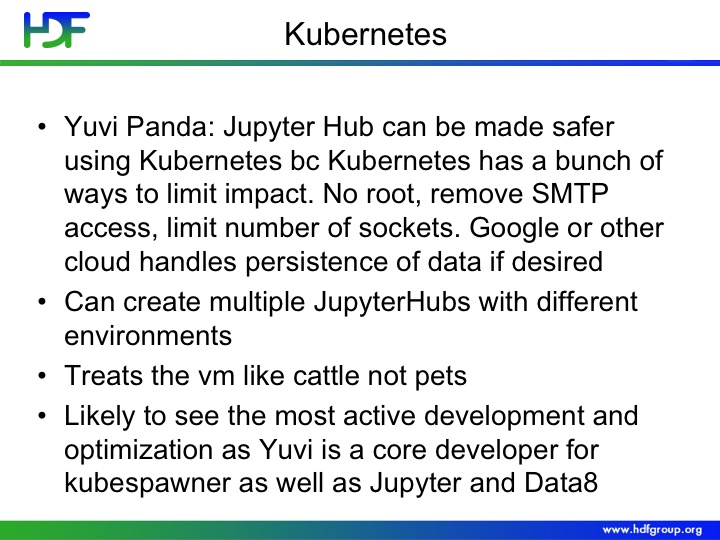 HDF
Kubernetes
• Yuvi Panda: Jupyter Hub can be made safer
using Kubernetes bc Kubernetes has a bunch of
ways to limit impact. No root, remove SMTP
access, limit number of sockets. Google or other
cloud handles persistence of data if desired
• Can create multiple JupyterHubs with different
environments
• Treats the vm like cattle not pets
• Likely to see the most active development and
optimization as Yuvi is a core developer for
kubespawner as well as Jupyter and Data8
www.hdfgroup.org